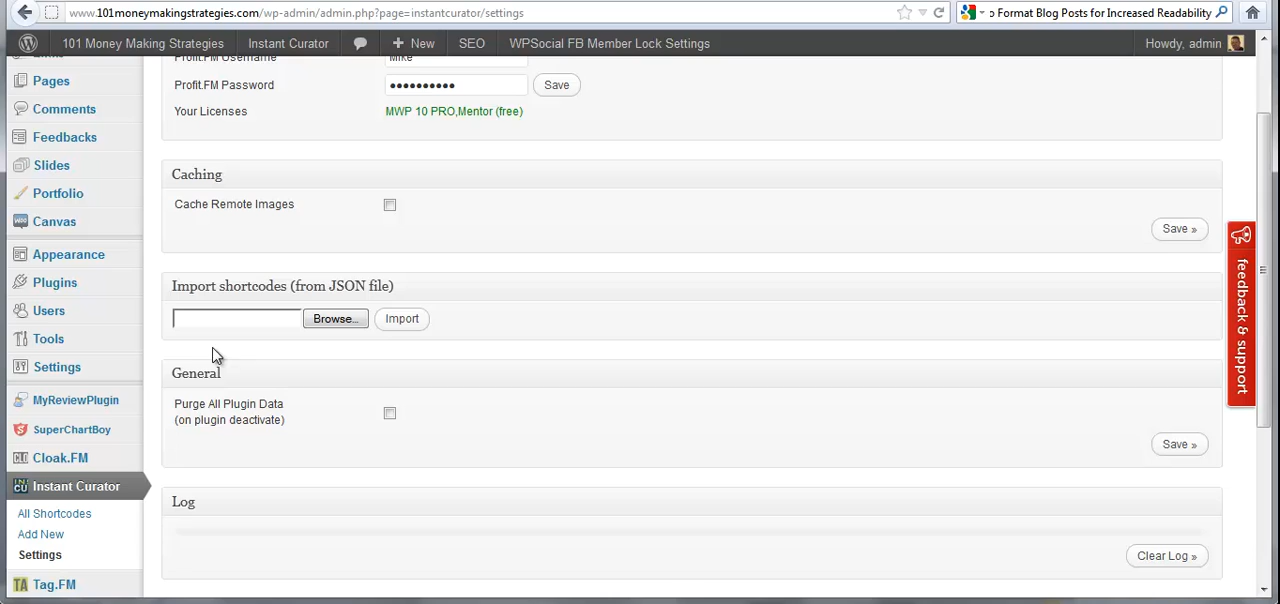 www.101moneymakingstrategies.com/wp-admin/admin.php?page=instantcurator/settings
o Format Blog Posts for Increased Readability
101 Money Making Strategies
Instant Curator
New
SEO
WPSocial FB Member Lock Settings
Howdy, admin
Pages
Comments
Feedbacks
Slides
Portfolio
Canvas
Appearance
Plugins
Users
Tools
Settings
MyReviewPlugin
SuperChartBoy
Cloak.FM
Instant Curator
All Shortcodes
Add New
Settings
Tag.FM
Profit.FM Username
Mike
Profit.FM Password
Save
Your Licenses
MWP 10 PRO,Mentor (free)
Caching
Cache Remote Images
Save »
Import shortcodes (from JSON file)
Browse...
Import
General
Purge All Plugin Data
(on plugin deactivate)
Save »
Log
Clear Log »
feedback & support